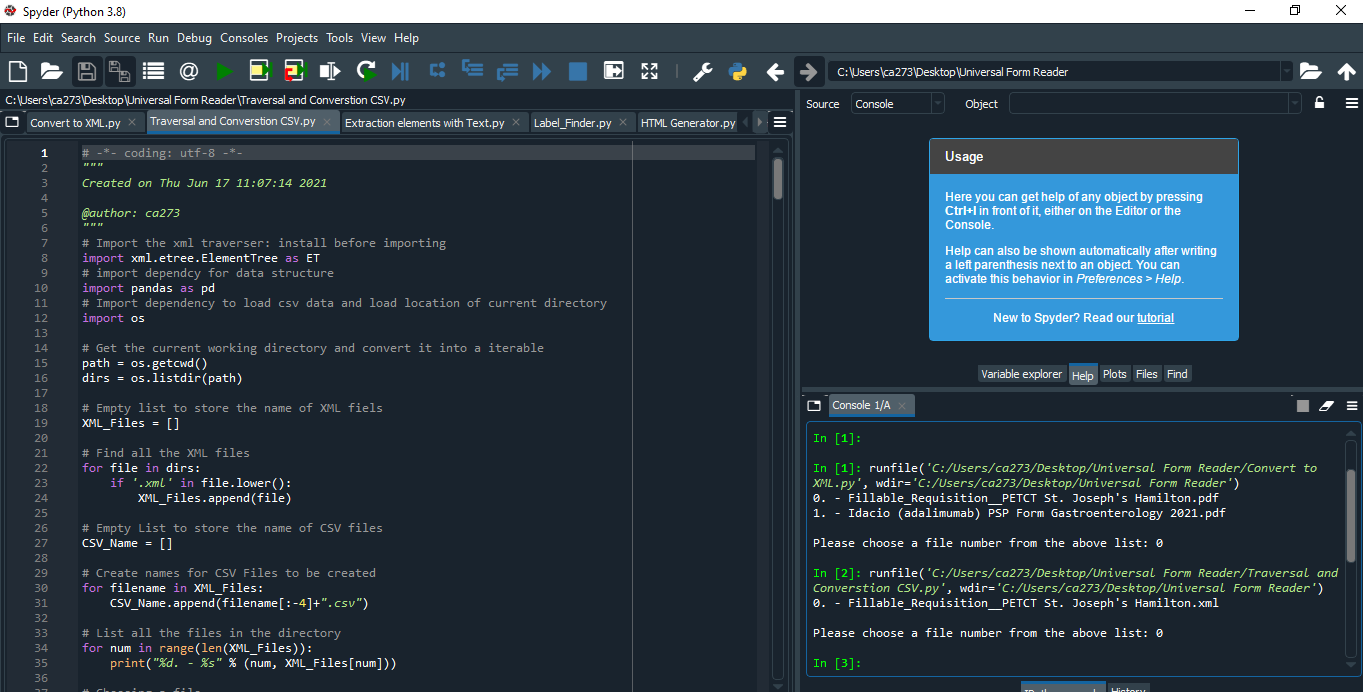 Spyder (Python 3.8)
File Edit Search Source Run Debug Consoles Projects Tools View Help
C:\Users\ca273\Desktop\Universal Form Reader
C:\Users\ca273\Desktop\Universal Form Reader\Traversal and Converstion CSV.py
Convert to XML.py
Traversal and Converstion CSV.py
Extraction elements with Text.py
Label_Finder.py
HTML Generator.py
1 # -*- coding: utf-8 -*-
2 """
3 Created on Thu Jun 17 11:07:14 2021
4
5 @author: ca273
6 """
7 # Import the xml traverser: install before importing
8 import xml.etree.ElementTree as ET
9 # import dependcy for data structure
10 import pandas as pd
11 # Import dependency to load csv data and load location of current directory
12 import os
13
14 # Get the current working directory and convert it into a iterable
15 path = os.getcwd()
16 dirs = os.listdir(path)
17
18 # Empty list to store the name of XML fiels
19 XML_Files = []
20
21 # Find all the XML files
22 for file in dirs:
23     if '.xml' in file.lower():
24         XML_Files.append(file)
25
26 # Empty List to store the name of CSV files
27 CSV_Name = []
28
29 # Create names for CSV Files to be created
30 for filename in XML_Files:
31     CSV_Name.append(filename[:-4]+".csv")
32
33 # List all the files in the directory
34 for num in range(len(XML_Files)):
35     print("%d. - %s" % (num, XML_Files[num]))
36
Source Console Object
Usage
Here you can get help of any object by pressing
Ctrl+I in front of it, either on the Editor or the
Console.
Help can also be shown automatically after writing
a left parenthesis next to an object. You can
activate this behavior in Preferences > Help.
New to Spyder? Read our tutorial
Variable explorer Help Plots Files Find
Console 1/A
In [1]:
In [1]: runfile('C:/Users/ca273/Desktop/Universal Form Reader/Convert to
XML.py', wdir='C:/Users/ca273/Desktop/Universal Form Reader')
0. - Fillable_Requisition__PETCT St. Joseph's Hamilton.pdf
1. - Idacio (adalimumab) PSP Form Gastroenterology 2021.pdf
Please choose a file number from the above list: 0
In [2]: runfile('C:/Users/ca273/Desktop/Universal Form Reader/Traversal and
Converstion CSV.py', wdir='C:/Users/ca273/Desktop/Universal Form Reader')
0. - Fillable_Requisition__PETCT St. Joseph's Hamilton.xml
Please choose a file number from the above list: 0
In [3]:
History